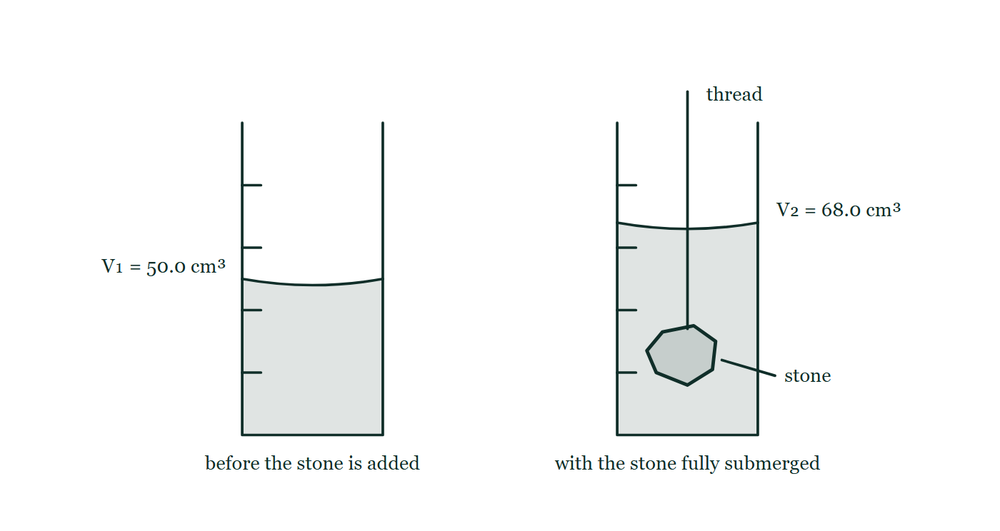 thread
V2 = 68.0 cm³
V1 = 50.0 cm³
stone
before the stone is added
with the stone fully submerged